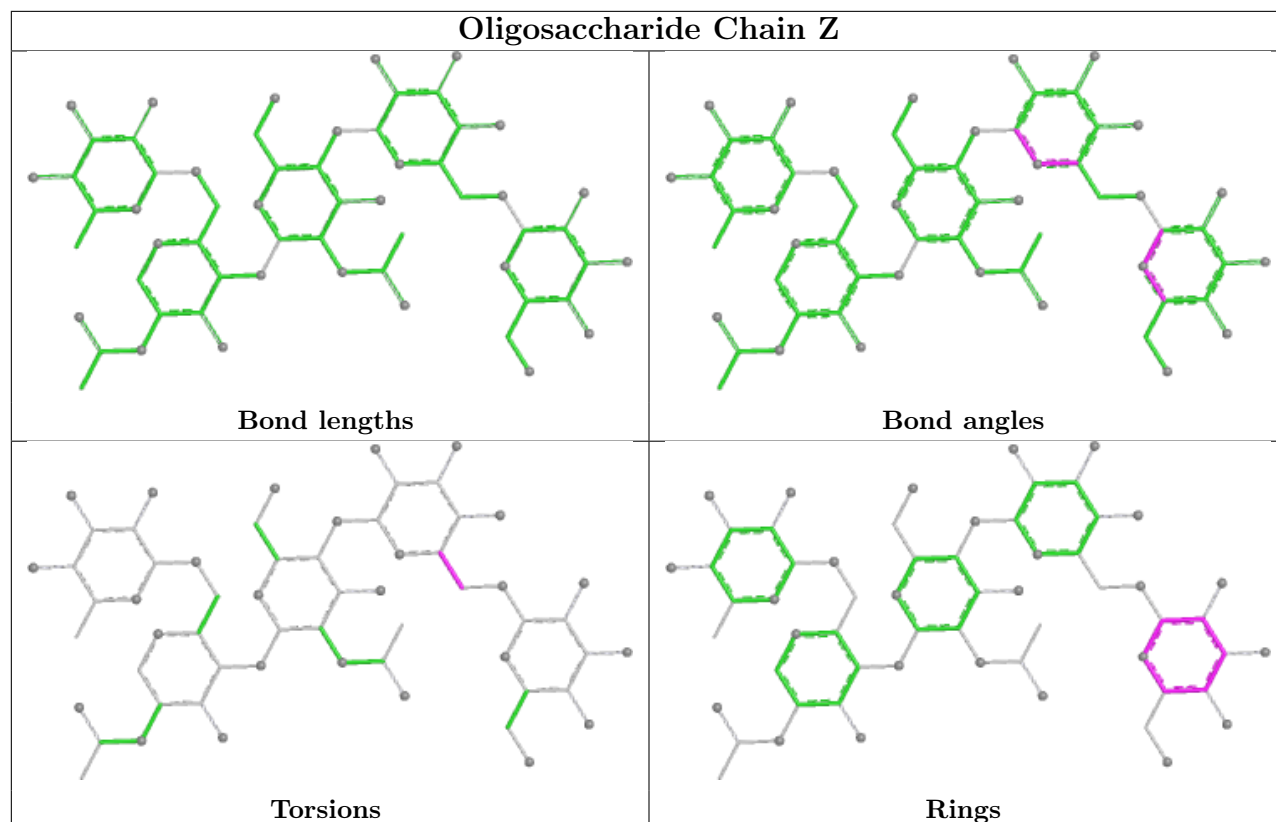 Oligosaccharide Chain Z
Bond lengths
Bond angles
Torsions
Rings